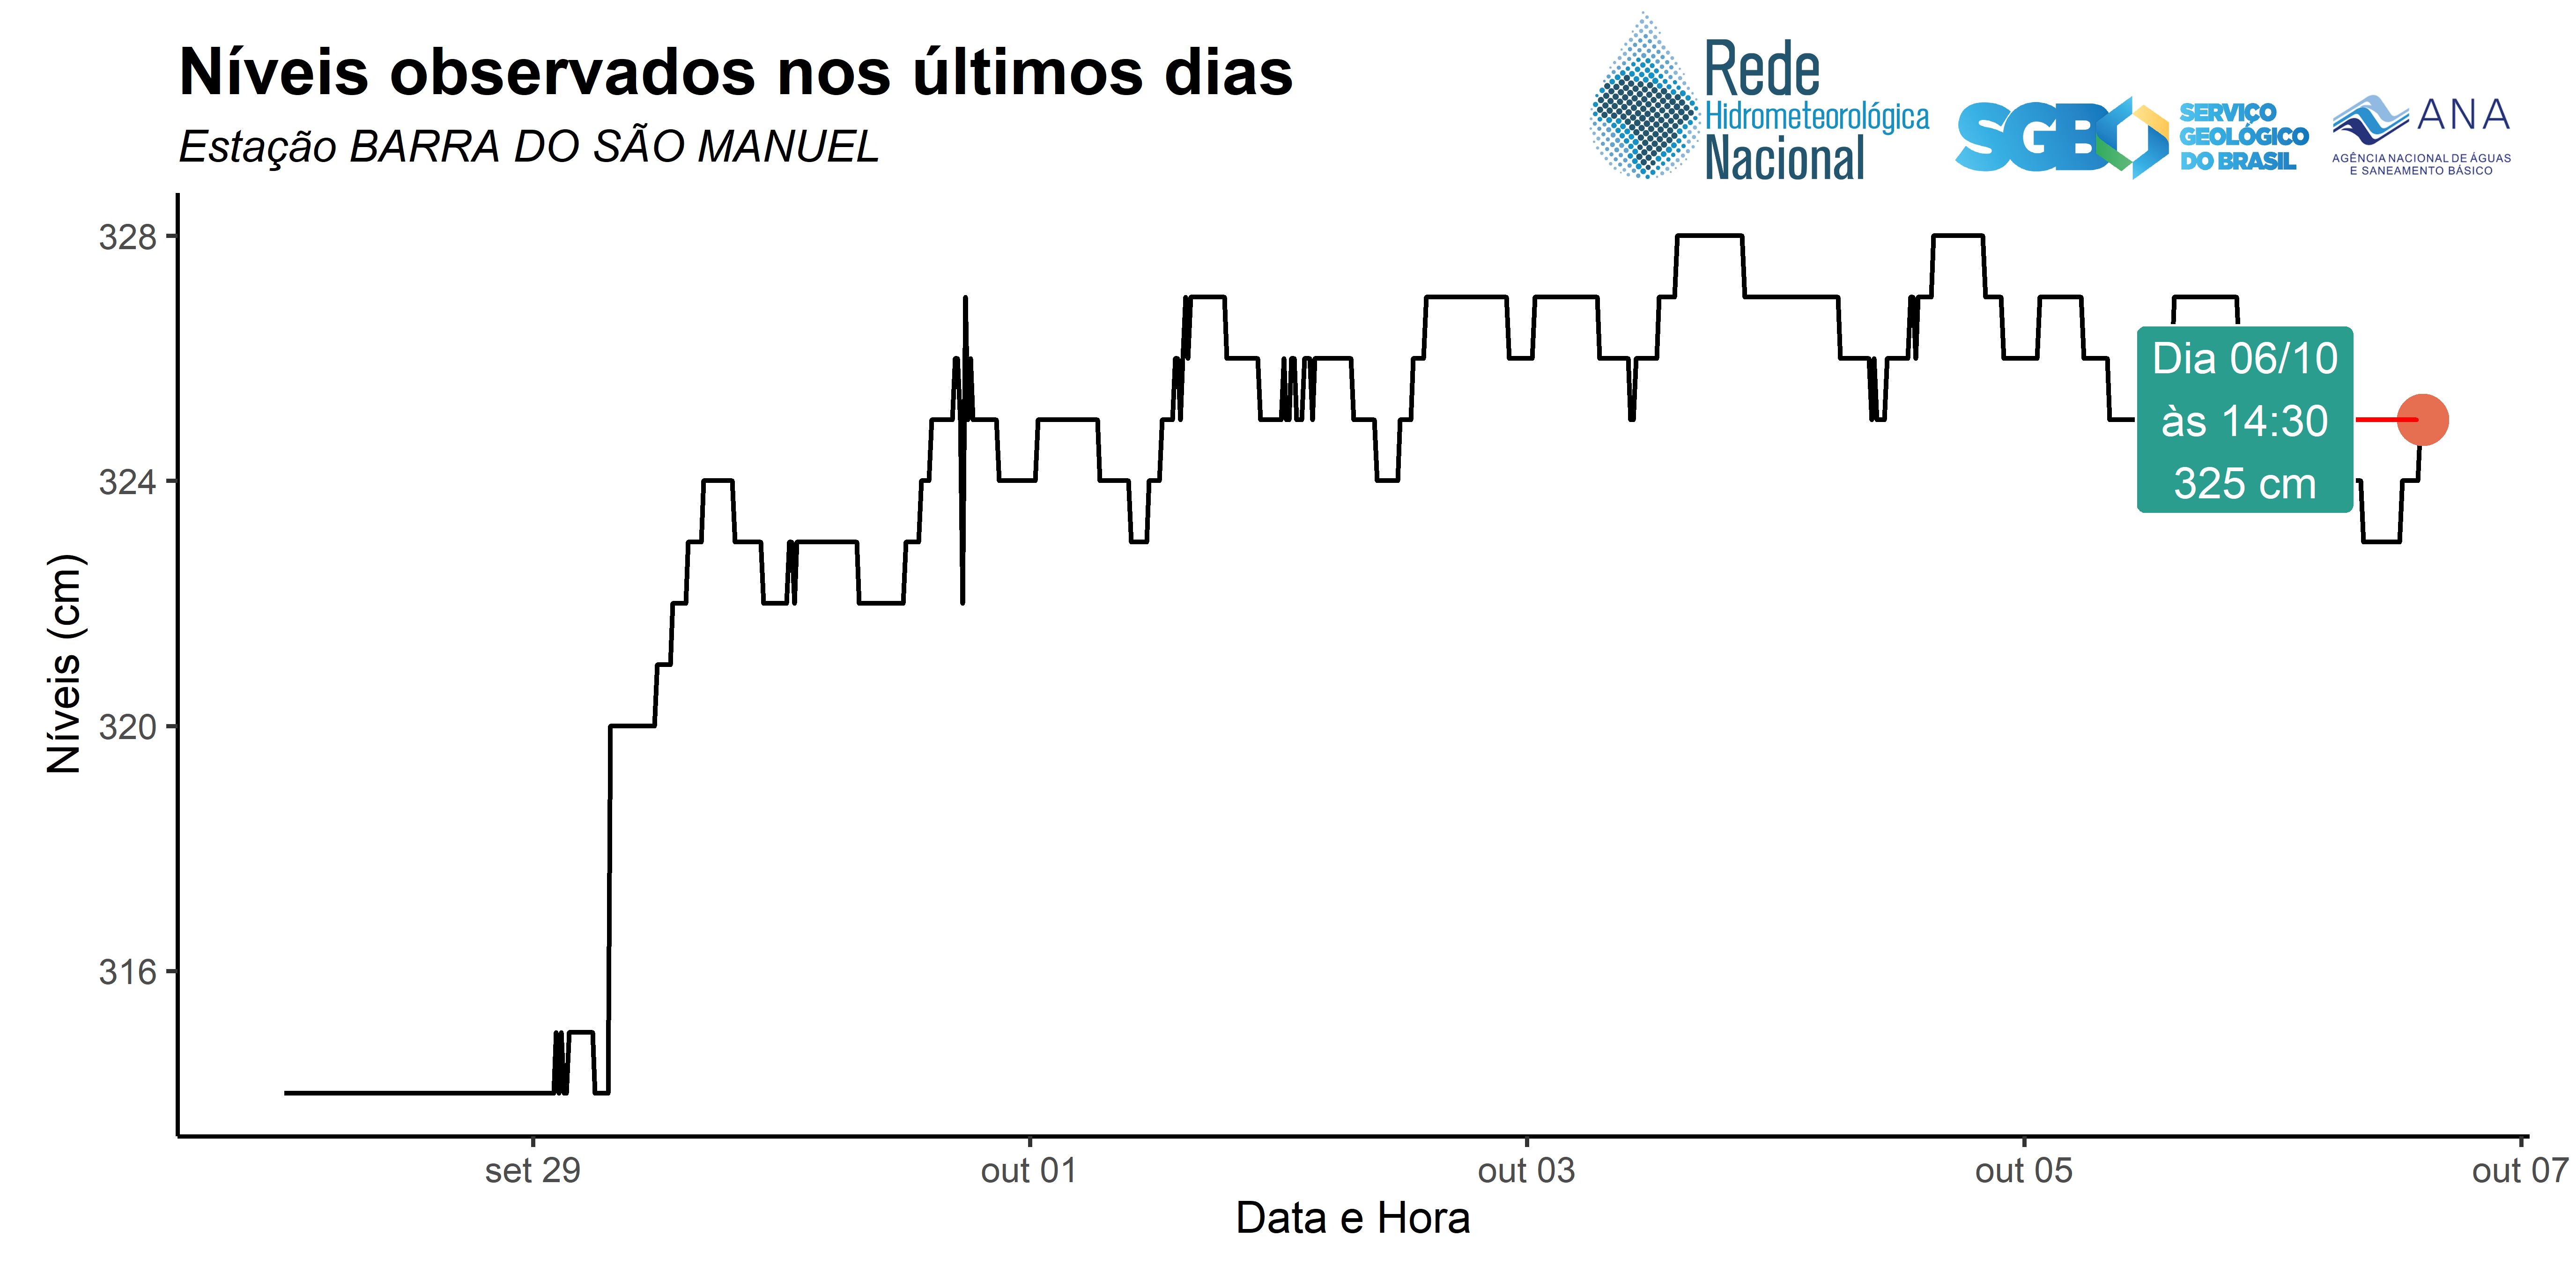 Níveis observados nos últimos dias
Estação BARRA DO SÃO MANUEL
Rede
Hidrometeorológica
Nacional
SGB
SERVIÇO
GEOLÓGICO
DO BRASIL
ANA
AGÊNCIA NACIONAL DE ÁGUAS
E SANEAMENTO BÁSICO
328
324
320
316
Níveis (cm)
Dia 06/10
às 14:30
325 cm
set 29
out 01
out 03
out 05
out 07
Data e Hora